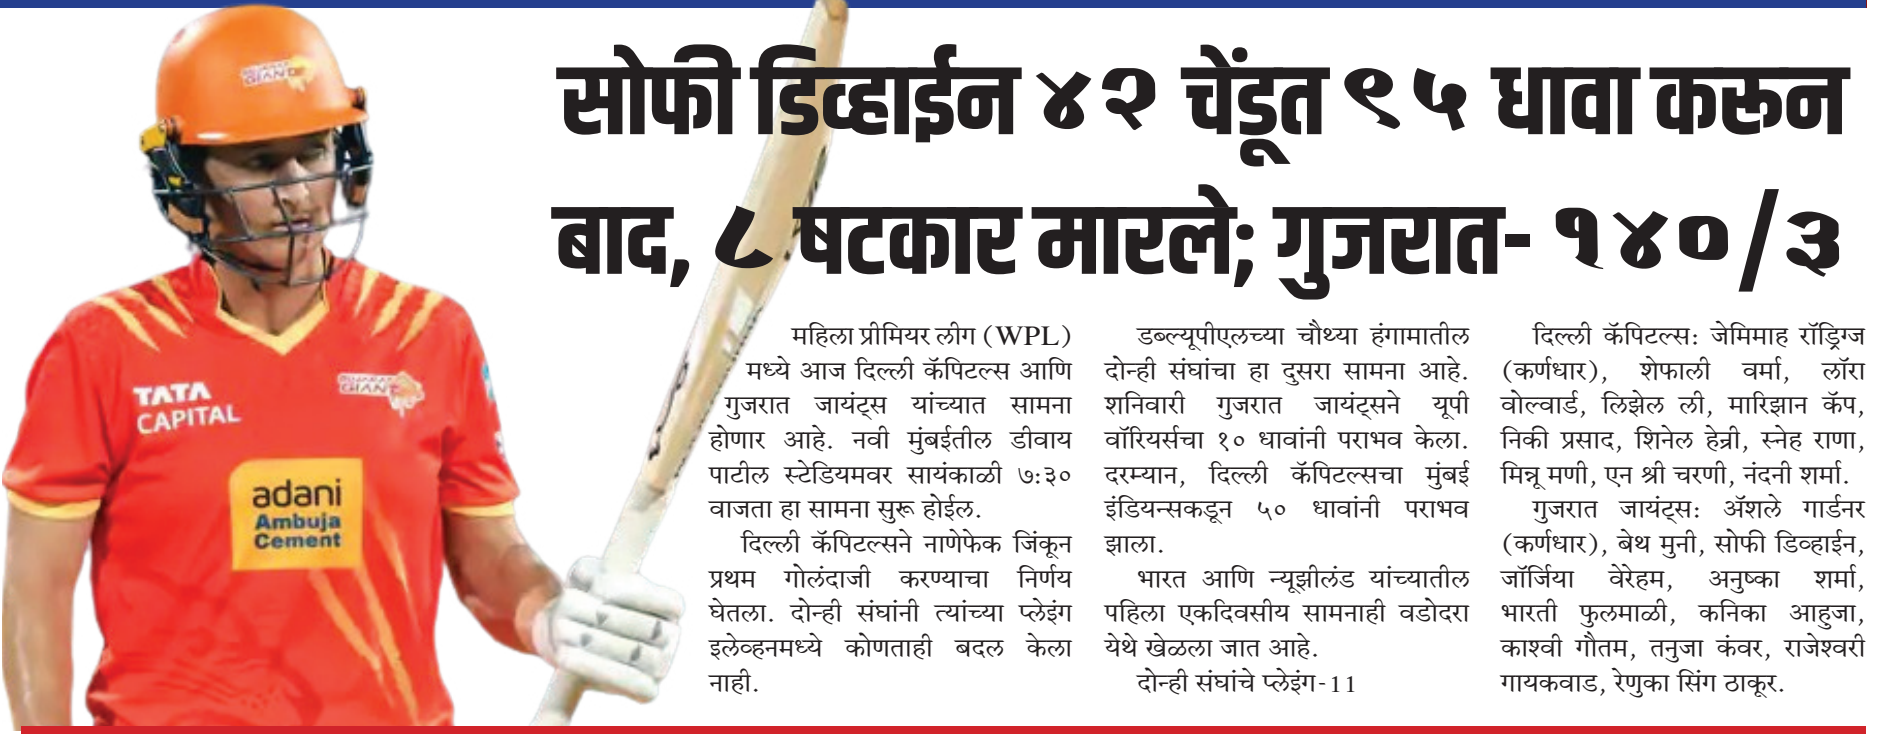 सोफी डिव्हाईन ४२ चेंडूत ९५ धावा करून
बाद, ८ षटकार मारले; गुजरात- १४०/३
महिला प्रीमियर लीग (WPL)
मध्ये आज दिल्ली कॅपिटल्स आणि
गुजरात जायंट्स यांच्यात सामना
होणार आहे. नवी मुंबईतील डीवाय
पाटील स्टेडियमवर सायंकाळी ७:३०
वाजता हा सामना सुरू होईल.
दिल्ली कॅपिटल्सने नाणेफेक जिंकून
प्रथम गोलंदाजी करण्याचा निर्णय
घेतला. दोन्ही संघांनी त्यांच्या प्लेइंग
इलेव्हनमध्ये कोणताही बदल केला
नाही.
डब्ल्यूपीएलच्या चौथ्या हंगामातील
दोन्ही संघांचा हा दुसरा सामना आहे.
शनिवारी गुजरात जायंट्सने यूपी
वॉरियर्सचा १० धावांनी पराभव केला.
दरम्यान, दिल्ली कॅपिटल्सचा मुंबई
इंडियन्सकडून ५० धावांनी पराभव
झाला.
भारत आणि न्यूझीलंड यांच्यातील
पहिला एकदिवसीय सामनाही वडोदरा
येथे खेळला जात आहे.
दोन्ही संघांचे प्लेइंग-11
दिल्ली कॅपिटल्स: जेमिमाह रॉड्रिग्ज
(कर्णधार), शेफाली वर्मा, लॉरा
वोल्वार्ड, लिझेल ली, मारिझान कॅप,
निकी प्रसाद, शिनेल हेन्री, स्नेह राणा,
मिन्नू मणी, एन श्री चरणी, नंदनी शर्मा.
गुजरात जायंट्स: अ‍ॅशले गार्डनर
(कर्णधार), बेथ मुनी, सोफी डिव्हाईन,
जॉर्जिया वेरेहम, अनुष्का शर्मा,
भारती फुलमाळी, कनिका आहुजा,
काश्वी गौतम, तनुजा कंवर, राजेश्वरी
गायकवाड, रेणुका सिंग ठाकूर.
GIANT
TATA
CAPITAL
GIANT
adani
Ambuja
Cement